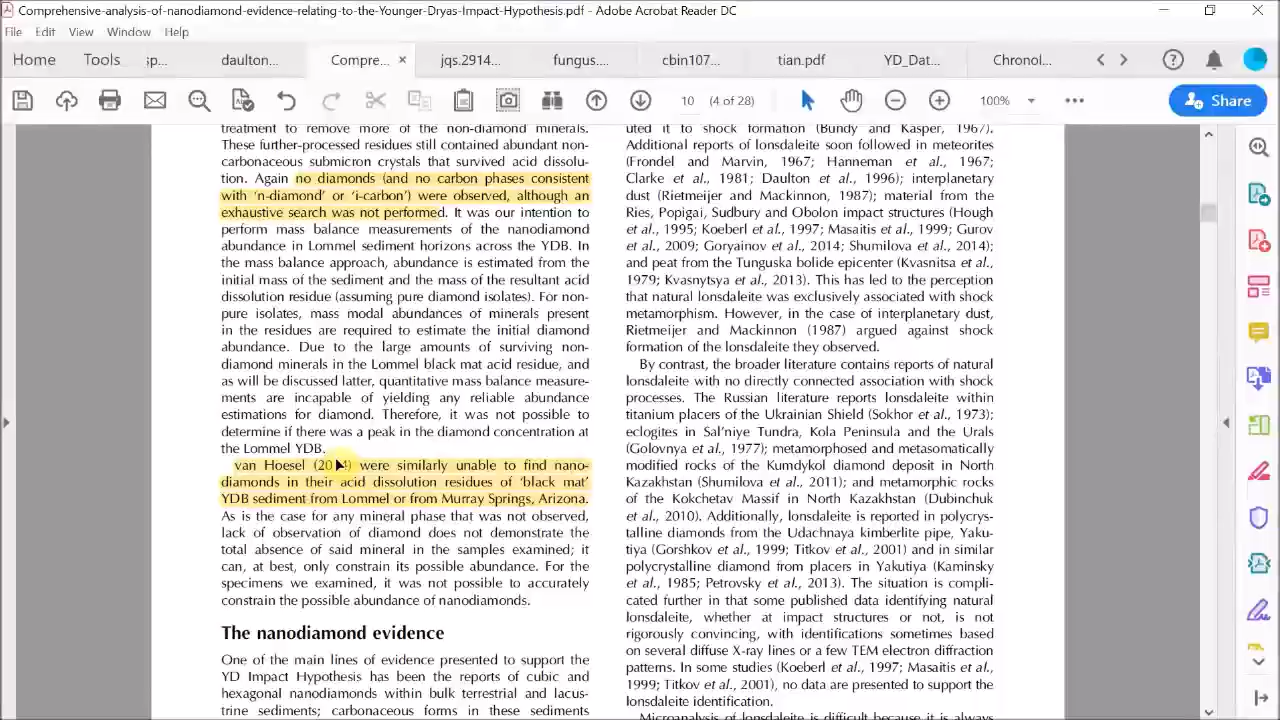 Comprehensive-analysis-of-nanodiamond-evidence-relating-to-the-Younger-Dryas-Impact-Hypothesis.pdf - Adobe Acrobat Reader DC
File Edit View Window Help
Home Tools sp... daulton... Compre... × jqs.2914... fungus.... cbin107... tian.pdf YD_Dat... Chronol...
10 (4 of 28) 100% Share
treatment to remove more of the non-diamond minerals.
These further-processed residues still contained abundant non-
carbonaceous submicron crystals that survived acid dissolu-
tion. Again no diamonds (and no carbon phases consistent
with ‘n-diamond’ or ‘i-carbon’) were observed, although an
exhaustive search was not performed. It was our intention to
perform mass balance measurements of the nanodiamond
abundance in Lommel sediment horizons across the YDB. In
the mass balance approach, abundance is estimated from the
initial mass of the sediment and the mass of the resultant acid
dissolution residue (assuming pure diamond isolates). For non-
pure isolates, mass modal abundances of minerals present
in the residues are required to estimate the initial diamond
abundance. Due to the large amounts of surviving non-
diamond minerals in the Lommel black mat acid residue, and
as will be discussed latter, quantitative mass balance measure-
ments are incapable of yielding any reliable abundance
estimations for diamond. Therefore, it was not possible to
determine if there was a peak in the diamond concentration at
the Lommel YDB.
van Hoesel were similarly unable to find nano-
diamonds in their acid dissolution residues of ‘black mat’
YDB sediment from Lommel or from Murray Springs, Arizona.
As is the case for any mineral phase that was not observed,
lack of observation of diamond does not demonstrate the
total absence of said mineral in the samples examined; it
can, at best, only constrain its possible abundance. For the
specimens we examined, it was not possible to accurately
constrain the possible abundance of nanodiamonds.
The nanodiamond evidence
One of the main lines of evidence presented to support the
YD Impact Hypothesis has been the reports of cubic and
hexagonal nanodiamonds within bulk terrestrial and lacus-
trine sediments; carbonaceous forms in these sediments
uted it to shock formation (Bundy and Kasper, 1967).
Additional reports of lonsdaleite soon followed in meteorites
(Frondel and Marvin, 1967; Hanneman et al., 1967;
Clarke et al., 1981; Daulton et al., 1996); interplanetary
dust (Rietmeijer and Mackinnon, 1987); material from the
Ries, Popigai, Sudbury and Obolon impact structures (Hough
et al., 1995; Koeberl et al., 1997; Masaitis et al., 1999; Gurov
et al., 2009; Goryainov et al., 2014; Shumilova et al., 2014);
and peat from the Tunguska bolide epicenter (Kvasnitsa et al.,
1979; Kvasnytsya et al., 2013). This has led to the perception
that natural lonsdaleite was exclusively associated with shock
metamorphism. However, in the case of interplanetary dust,
Rietmeijer and Mackinnon (1987) argued against shock
formation of the lonsdaleite they observed.
By contrast, the broader literature contains reports of natural
lonsdaleite with no directly connected association with shock
processes. The Russian literature reports lonsdaleite within
titanium placers of the Ukrainian Shield (Sokhor et al., 1973);
eclogites in Sal’niye Tundra, Kola Peninsula and the Urals
(Golovnya et al., 1977); metamorphosed and metasomatically
modified rocks of the Kumdykol diamond deposit in North
Kazakhstan (Shumilova et al., 2011); and metamorphic rocks
of the Kokchetav Massif in North Kazakhstan (Dubinchuk
et al., 2010). Additionally, lonsdaleite is reported in polycrys-
talline diamonds from the Udachnaya kimberlite pipe, Yaku-
tiya (Gorshkov et al., 1999; Titkov et al., 2001) and in similar
polycrystalline diamond from placers in Yakutiya (Kaminsky
et al., 1985; Petrovsky et al., 2013). The situation is compli-
cated further in that some published data identifying natural
lonsdaleite, whether at impact structures or not, is not
rigorously convincing, with identifications sometimes based
on several diffuse X-ray lines or a few TEM electron diffraction
patterns. In some studies (Koeberl et al., 1997; Masaitis et al.,
1999; Titkov et al., 2001), no data are presented to support the
lonsdaleite identification.
Microanalysis of lonsdaleite is difficult because it is always